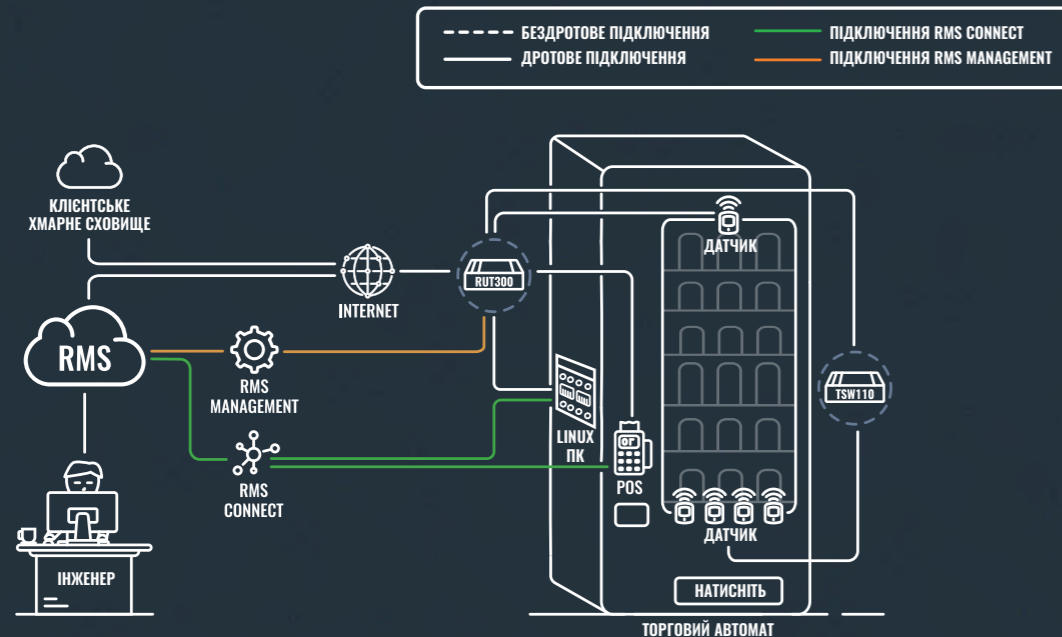 БЕЗДРОТОВЕ ПІДКЛЮЧЕННЯ
ПІДКЛЮЧЕННЯ RMS CONNECT
ДРОТОВЕ ПІДКЛЮЧЕННЯ
ПІДКЛЮЧЕННЯ RMS MANAGEMENT
КЛІЄНТСЬКЕ
ХМАРНЕ СХОВИЩЕ
INTERNET
RUT300
ДАТЧИК
RMS
RMS
MANAGEMENT
RMS
CONNECT
LINUX
ПК
POS
TSW110
ДАТЧИК
ІНЖЕНЕР
НАТИСНІТЬ
ТОРГОВИЙ АВТОМАТ